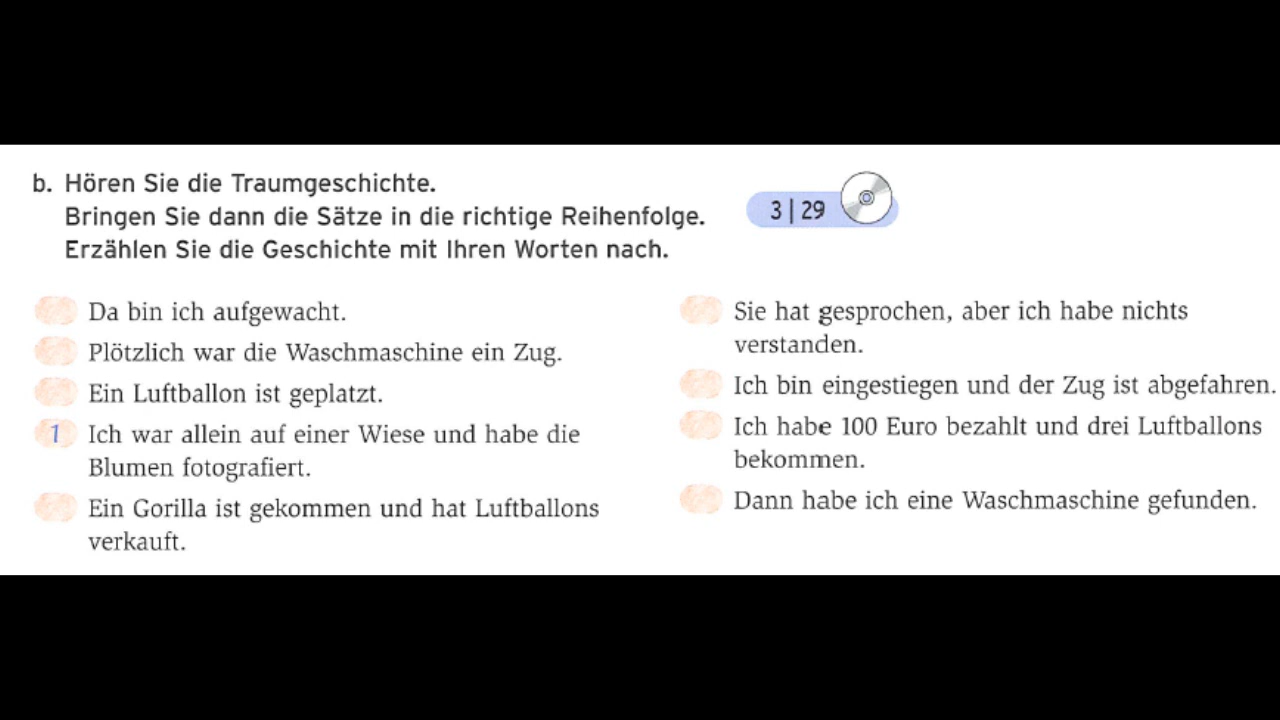 b. Hören Sie die Traumgeschichte.
Bringen Sie dann die Sätze in die richtige Reihenfolge.
Erzählen Sie die Geschichte mit Ihren Worten nach.
3 | 29
Da bin ich aufgewacht.
Plötzlich war die Waschmaschine ein Zug.
Ein Luftballon ist geplatzt.
1 Ich war allein auf einer Wiese und habe die
Blumen fotografiert.
Ein Gorilla ist gekommen und hat Luftballons
verkauft.
Sie hat gesprochen, aber ich habe nichts
verstanden.
Ich bin eingestiegen und der Zug ist abgefahren.
Ich habe 100 Euro bezahlt und drei Luftballons
bekommen.
Dann habe ich eine Waschmaschine gefunden.